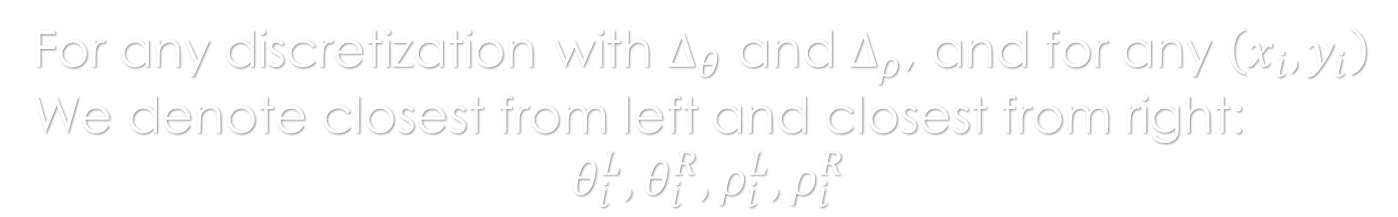 For any discretization with Δ_θ and Δ_ρ, and for any (x_i, y_i)
We denote closest from left and closest from right:
θ_i^L, θ_i^R, ρ_i^L, ρ_i^R